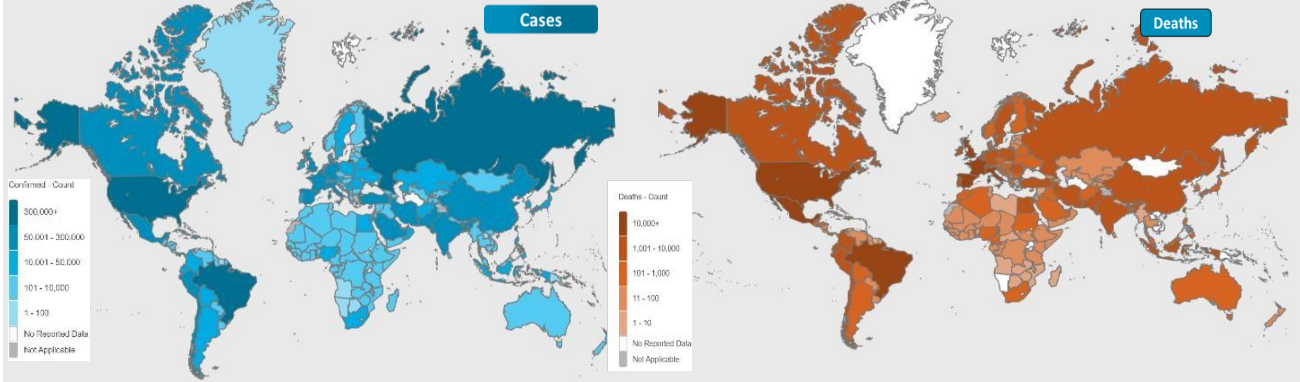 Cases
Confirmed - Count
300,000+
50.001 - 300,000
10.001 - 50,000
101 - 10,000
1 - 100
No Reported Data
Not Applicable
Deaths
Deaths - Count
10,000+
1,001 - 10,000
101 - 1,000
11 - 100
1 - 10
No Reported Data
Not Applicable